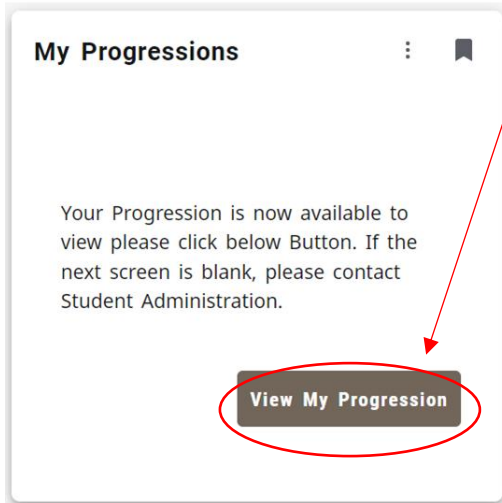 My Progressions
Your Progression is now available to
view please click below Button. If the
next screen is blank, please contact
Student Administration.
View My Progression